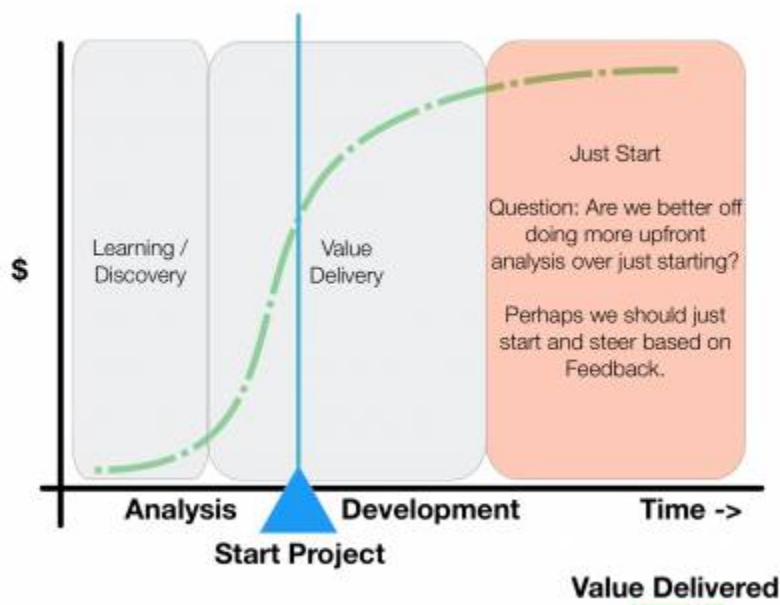 $
Learning /
Discovery
Value
Delivery
Just Start
Question: Are we better off
doing more upfront
analysis over just starting?
Perhaps we should just
start and steer based on
Feedback.
Analysis
Development
Time ->
Start Project
Value Delivered